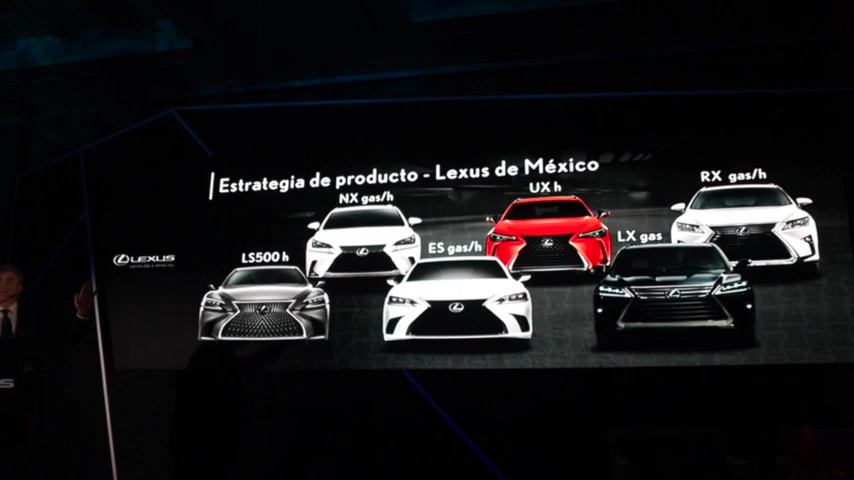 Estrategia de producto - Lexus de México
NX gas/h
UX h
RX gas/h
LS500 h
ES gas/h
LX gas
LEXUS